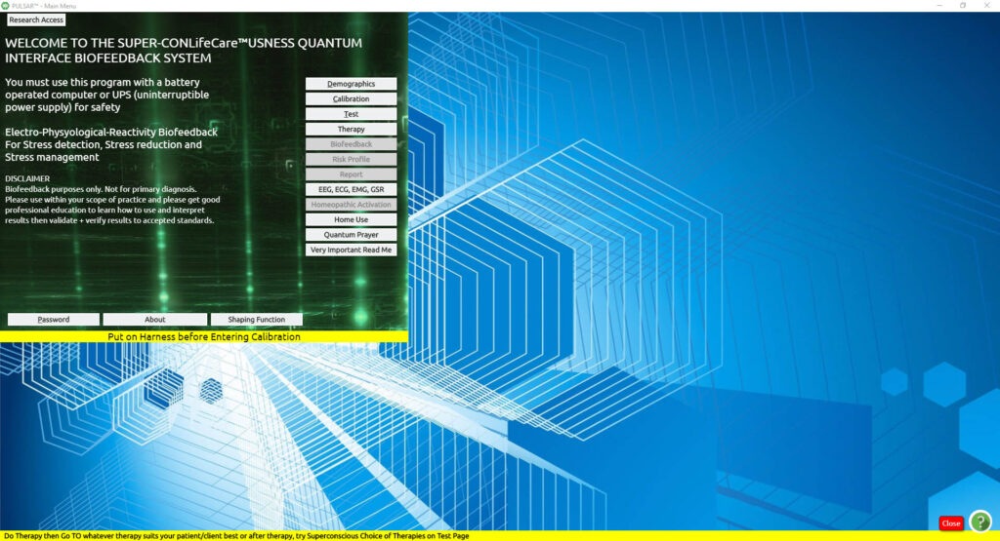 PULSAR™ - Main Menu
Research Access
WELCOME TO THE SUPER-CONLifeCare™USNESS QUANTUM
INTERFACE BIOFEEDBACK SYSTEM
You must use this program with a battery
operated computer or UPS (uninterruptible
power supply) for safety
Electro-Physyological-Reactivity Biofeedback
For Stress detection, Stress reduction and
Stress management
DISCLAIMER
Biofeedback purposes only. Not for primary diagnosis.
Please use within your scope of practice and please get good
professional education to learn how to use and interpret
results then validate + verify results to accepted standards.
Demographics
Calibration
Test
Therapy
Biofeedback
Risk Profile
Report
EEG, ECG, EMG, GSR
Homeopathic Activation
Home Use
Quantum Prayer
Very Important Read Me
Password
About
Shaping Function
Put on Harness before Entering Calibration
Close
?
Do Therapy then Go TO whatever therapy suits your patient/client best or after therapy, try Superconscious Choice of Therapies on Test Page